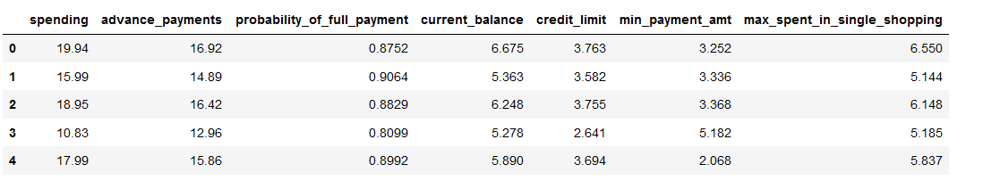 spending advance_payments probability_of_full_payment current_balance credit_limit min_payment_amt max_spent_in_single_shopping
0 19.94 16.92 0.8752 6.675 3.763 3.252 6.550
1 15.99 14.89 0.9064 5.363 3.582 3.336 5.144
2 18.95 16.42 0.8829 6.248 3.755 3.368 6.148
3 10.83 12.96 0.8099 5.278 2.641 5.182 5.185
4 17.99 15.86 0.8992 5.890 3.694 2.068 5.837